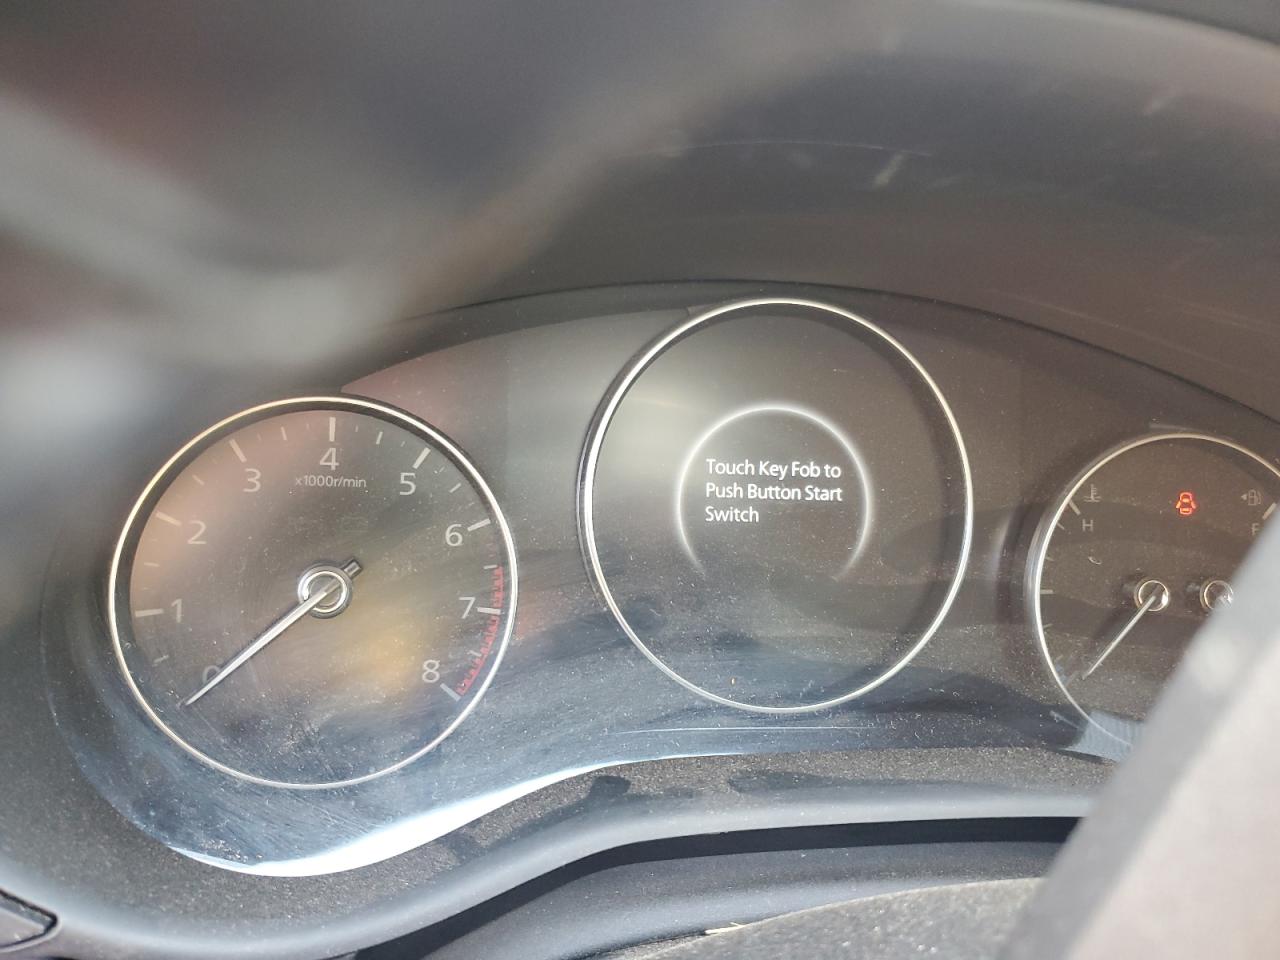 Touch Key Fob to
Push Button Start
Switch
0
1
2
3
4
5
6
7
8
x1000r/min
H